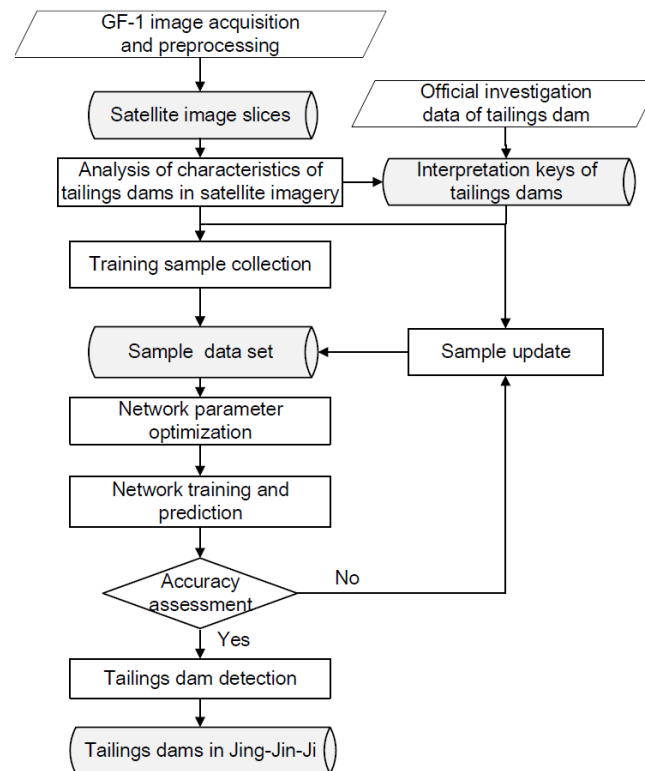 GF-1 image acquisition
and preprocessing
Satellite image slices
Official investigation
data of tailings dam
Analysis of characteristics of
tailings dams in satellite imagery
Interpretation keys of
tailings dams
Training sample collection
Sample data set
Sample update
Network parameter
optimization
Network training and
prediction
Accuracy
assessment
No
Yes
Tailings dam detection
Tailings dams in Jing-Jin-Ji